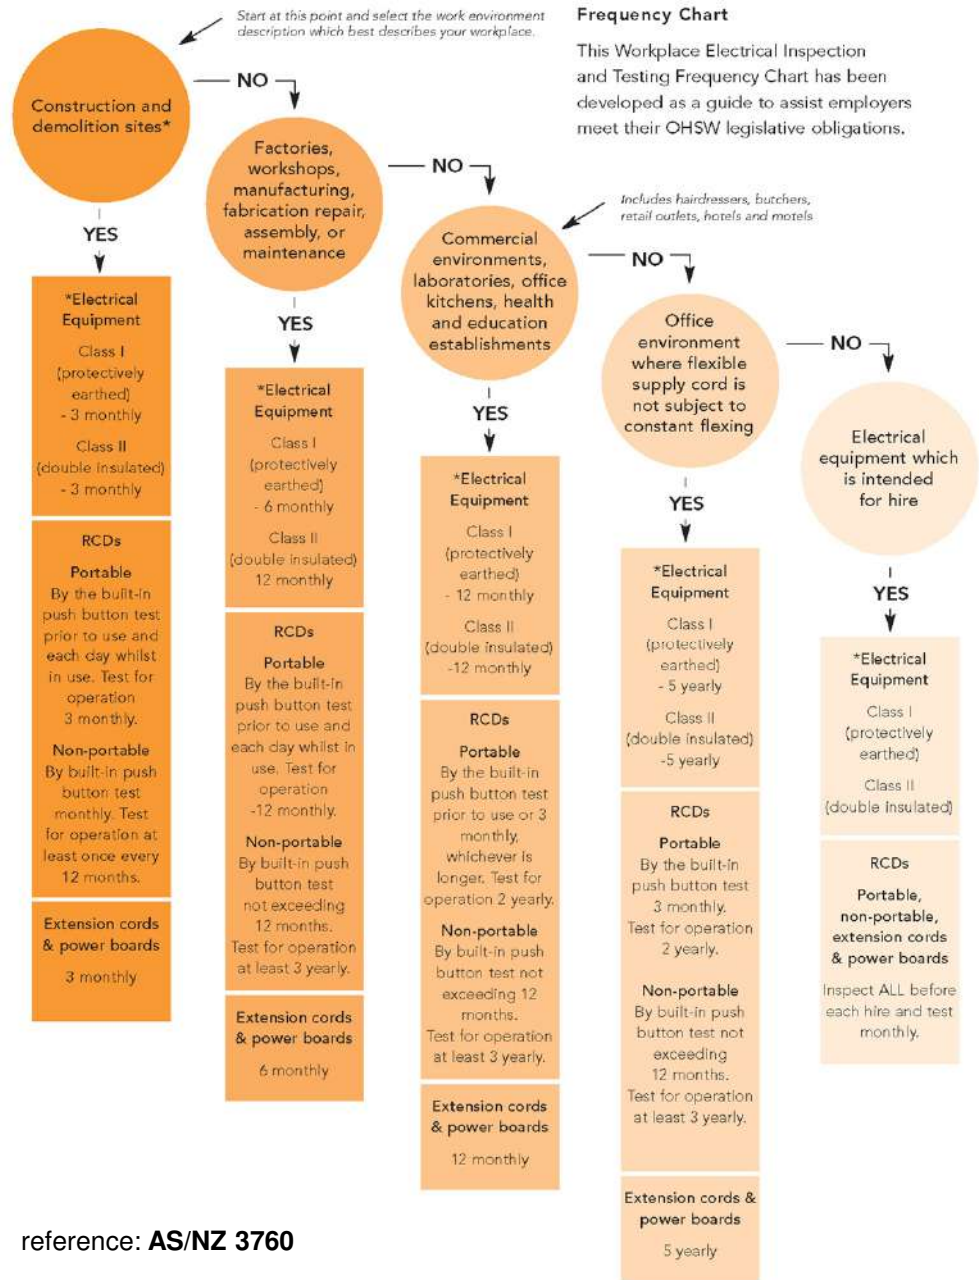 Start at this point and select the work environment
description which best describes your workplace.
Frequency Chart
This Workplace Electrical Inspection
and Testing Frequency Chart has been
developed as a guide to assist employers
meet their OHSW legislative obligations.
Construction and
demolition sites*
NO
YES
*Electrical
Equipment
Class I
(protectively
earthed)
- 3 monthly
Class II
(double insulated)
- 3 monthly
RCDs
Portable
By the built-in
push button test
prior to use and
each day whilst
in use. Test for
operation
3 monthly.
Non-portable
By built-in push
button test
monthly. Test
for operation at
least once every
12 months.
Extension cords
& power boards
3 monthly
Factories,
workshops,
manufacturing,
fabrication repair,
assembly, or
maintenance
NO
YES
*Electrical
Equipment
Class I
(protectively
earthed)
- 6 monthly
Class II
(double insulated)
12 monthly
RCDs
Portable
By the built-in
push button test
prior to use and
each day whilst in
use. Test for
operation
-12 monthly.
Non-portable
By built-in push
button test
not exceeding
12 months.
Test for operation
at least 3 yearly.
Extension cords
& power boards
6 monthly
Includes hairdressers, butchers,
retail outlets, hotels and motels
Commercial
environments,
laboratories, office
kitchens, health
and education
establishments
NO
YES
*Electrical
Equipment
Class I
(protectively
earthed)
- 12 monthly
Class II
(double insulated)
-12 monthly
RCDs
Portable
By the built-in
push button test
prior to use or 3
monthly,
whichever is
longer. Test for
operation 2 yearly.
Non-portable
By built-in push
button test not
exceeding 12
months.
Test for operation
at least 3 yearly.
Extension cords
& power boards
12 monthly
Office
environment
where flexible
supply cord is
not subject to
constant flexing
NO
YES
*Electrical
Equipment
Class I
(protectively
earthed)
- 5 yearly
Class II
(double insulated)
-5 yearly
RCDs
Portable
By the built-in
push button test
3 monthly.
Test for operation
2 yearly.
Non-portable
By built-in push
button test not
exceeding
12 months.
Test for operation
at least 3 yearly.
Extension cords &
power boards
5 yearly
Electrical
equipment which
is intended
for hire
YES
*Electrical
Equipment
Class I
(protectively
earthed)
Class II
(double insulated)
RCDs
Portable,
non-portable,
extension cords
& power boards
Inspect ALL before
each hire and test
monthly.
reference: AS/NZ 3760